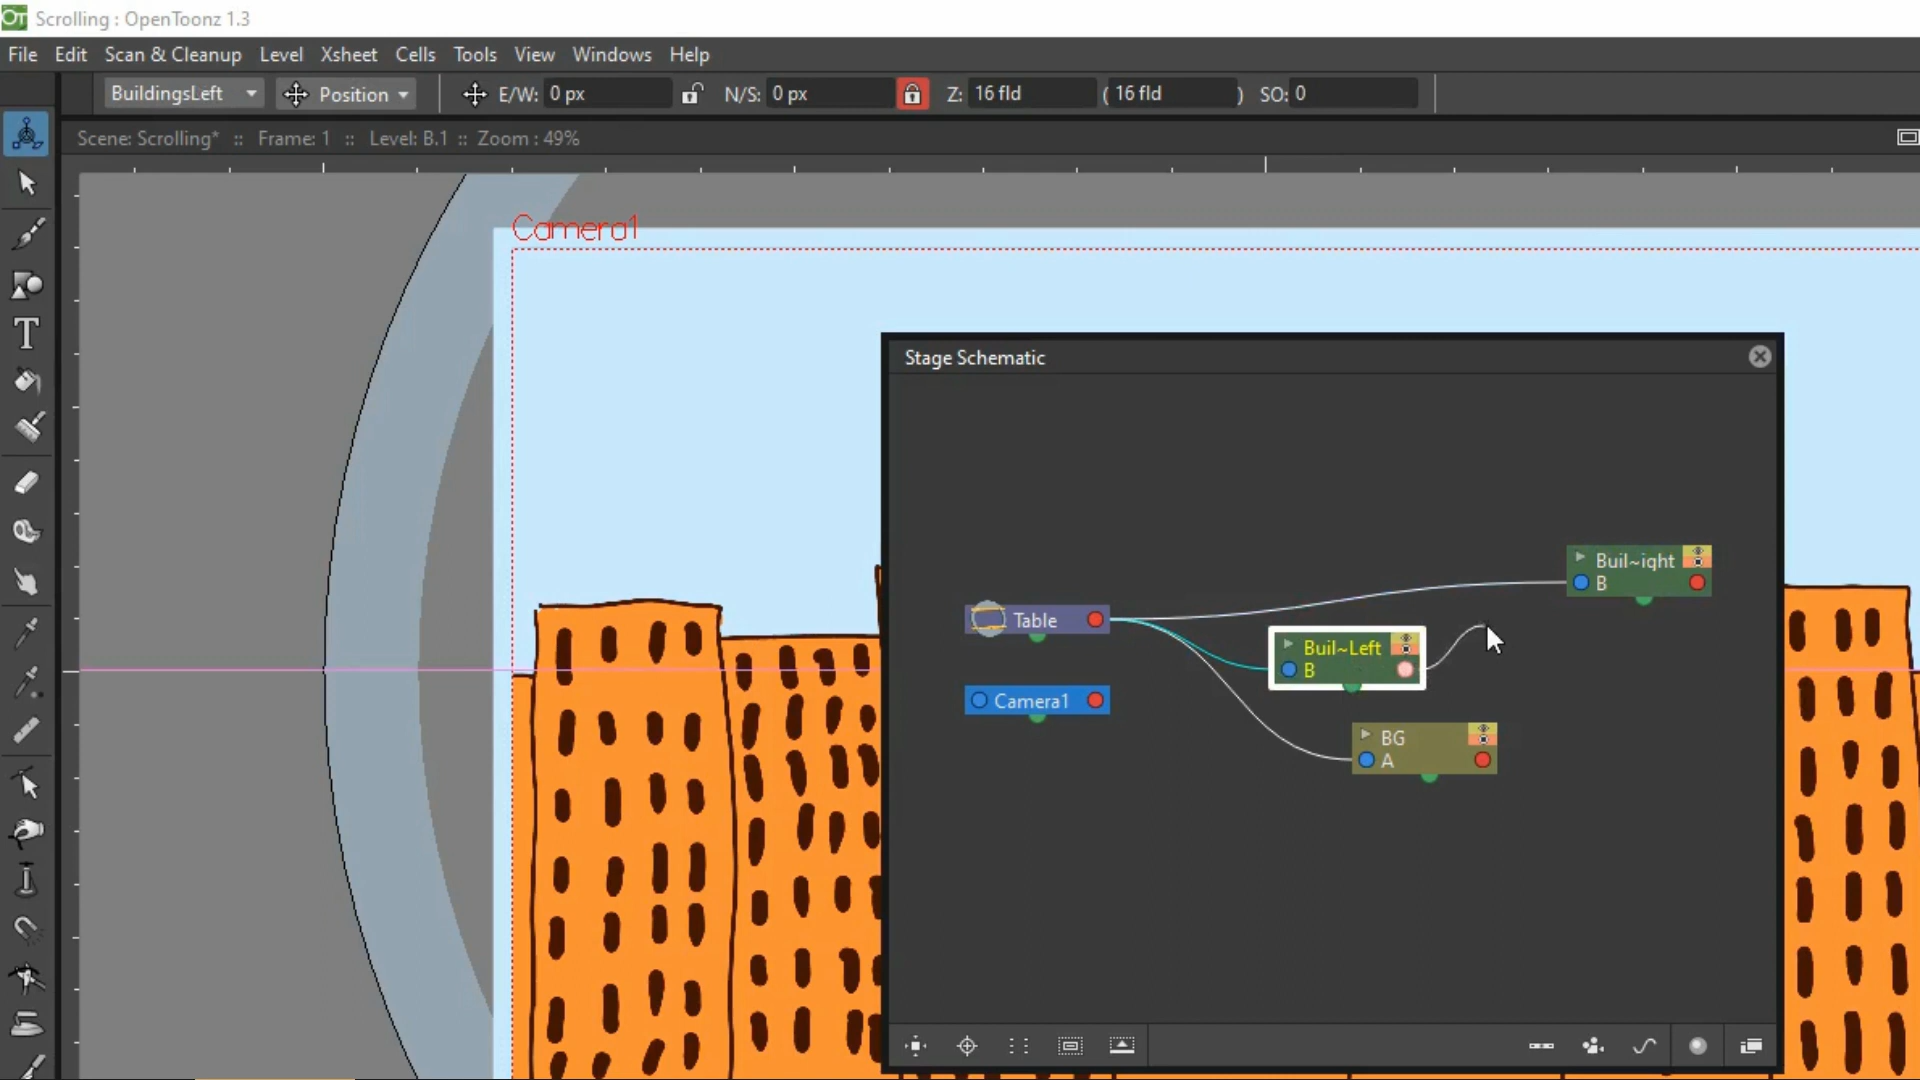 Scrolling : OpenToonz 1.3
File Edit Scan & Cleanup Level Xsheet Cells Tools View Windows Help
BuildingsLeft Position E/W: 0 px N/S: 0 px Z: 16 fld ( 16 fld ) SO: 0
Scene: Scrolling* :: Frame: 1 :: Level: B.1 :: Zoom : 49%
Camera1
Stage Schematic
Buil~ight
B
Table
Buil~Left
B
Camera1
BG
A